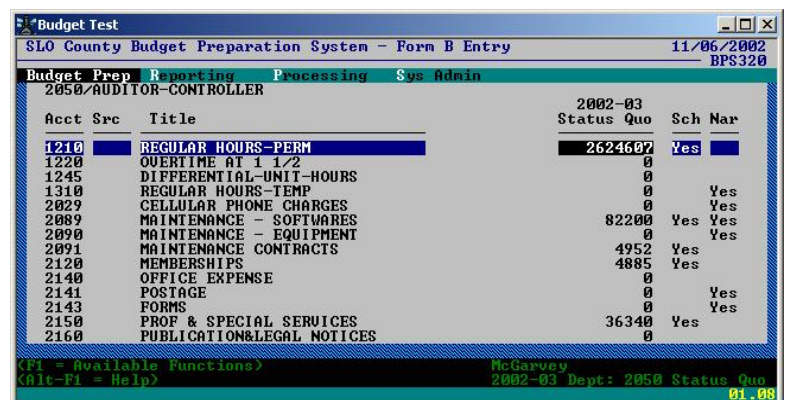 Budget Test
SLO County Budget Preparation System - Form B Entry 11/06/2002
BPS320
Budget Prep Reporting Processing Sys Admin
2050/AUDITOR-CONTROLLER
2002-03
Acct Src Title Status Quo Sch Nar
1210 REGULAR HOURS-PERM 2624607 Yes
1220 OVERTIME AT 1 1/2 0
1245 DIFFERENTIAL-UNIT-HOURS 0
1310 REGULAR HOURS-TEMP 0 Yes
2029 CELLULAR PHONE CHARGES 0 Yes
2089 MAINTENANCE - SOFTWARES 82200 Yes Yes
2090 MAINTENANCE - EQUIPMENT 0 Yes
2091 MAINTENANCE CONTRACTS 4952 Yes
2120 MEMBERSHIPS 4885 Yes
2140 OFFICE EXPENSE 0
2141 POSTAGE 0 Yes
2143 FORMS 0 Yes
2150 PROF & SPECIAL SERVICES 36340 Yes
2160 PUBLICATION&LEGAL NOTICES 0
(F1 = Available Functions) McGarvey
(Alt-F1 = Help) 2002-03 Dept: 2050 Status Quo
01.08